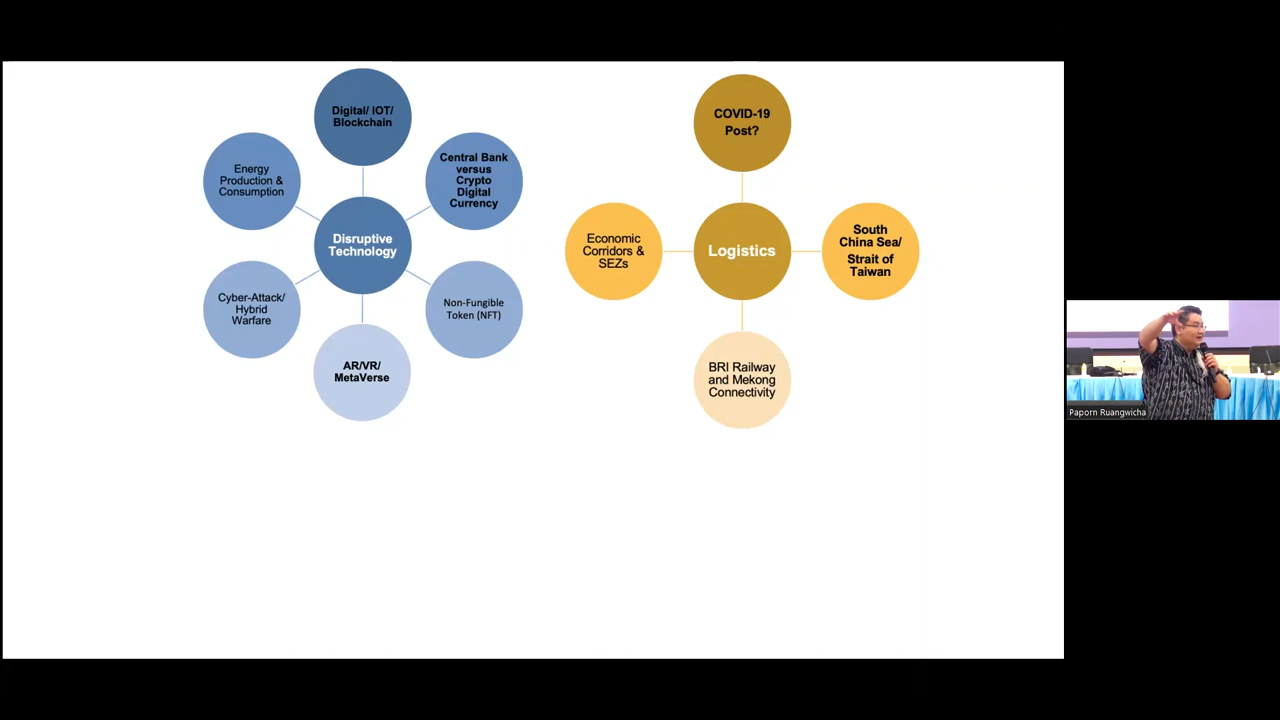 Digital/ IOT/
Blockchain
Energy
Production &
Consumption
Central Bank
versus
Crypto
Digital
Currency
Disruptive
Technology
Cyber-Attack/
Hybrid
Warfare
Non-Fungible
Token (NFT)
AR/VR/
MetaVerse
COVID-19
Post?
Economic
Corridors &
SEZs
Logistics
South
China Sea/
Strait of
Taiwan
BRI Railway
and Mekong
Connectivity
Paporn Ruangwicha